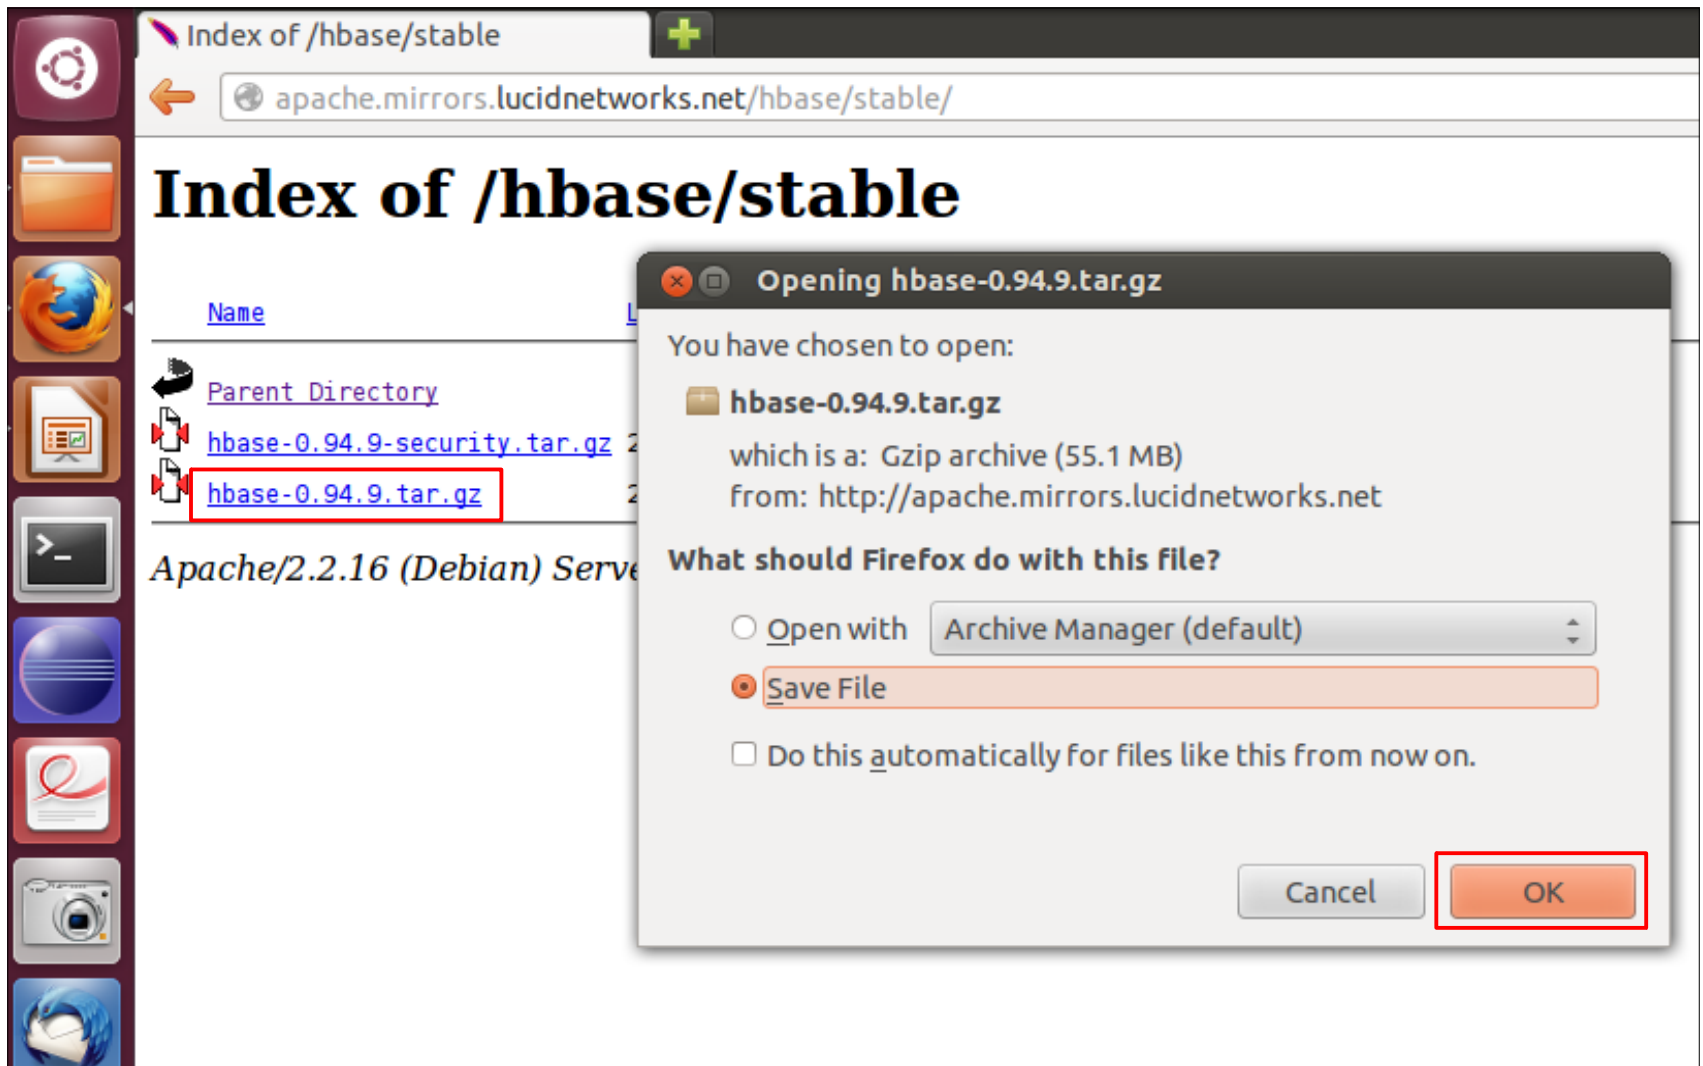 Index of /hbase/stable
apache.mirrors.lucidnetworks.net/hbase/stable/
Index of /hbase/stable
Name
Parent Directory
hbase-0.94.9-security.tar.gz 2
hbase-0.94.9.tar.gz 2
Apache/2.2.16 (Debian) Serve
Opening hbase-0.94.9.tar.gz
You have chosen to open:
hbase-0.94.9.tar.gz
which is a: Gzip archive (55.1 MB)
from: http://apache.mirrors.lucidnetworks.net
What should Firefox do with this file?
Open with Archive Manager (default)
Save File
Do this automatically for files like this from now on.
Cancel OK